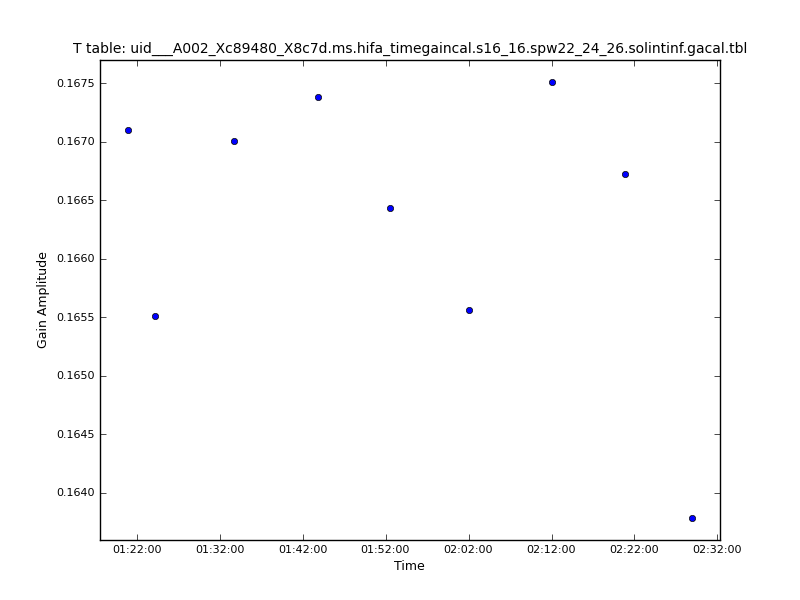 T table: uid___A002_Xc89480_X8c7d.ms.hifa_timegaincal.s16_16.spw22_24_26.solintinf.gacal.tbl
0.1675
0.1670
0.1665
0.1660
0.1655
0.1650
0.1645
0.1640
Gain Amplitude
01:22:00 01:32:00 01:42:00 01:52:00 02:02:00 02:12:00 02:22:00 02:32:00
Time